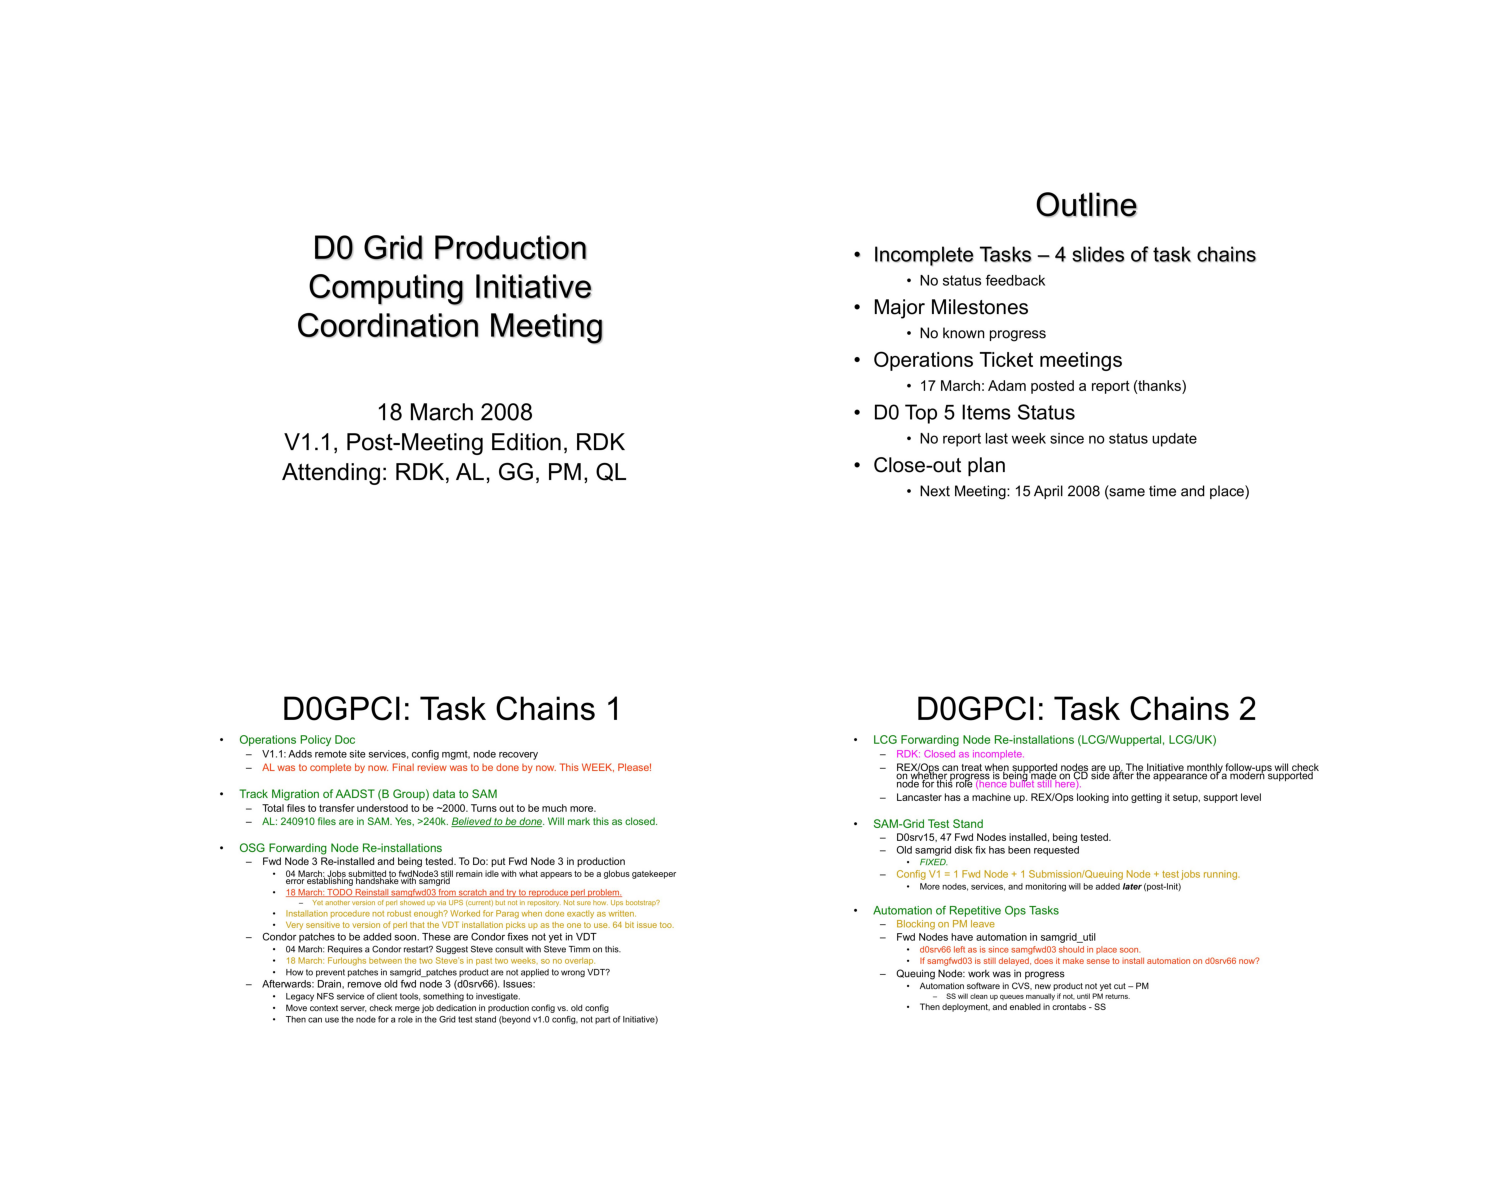 D0 Grid Production
Computing Initiative
Coordination Meeting
18 March 2008
V1.1, Post-Meeting Edition, RDK
Attending: RDK, AL, GG, PM, QL
Outline
• Incomplete Tasks – 4 slides of task chains
• No status feedback
• Major Milestones
• No known progress
• Operations Ticket meetings
• 17 March: Adam posted a report (thanks)
• D0 Top 5 Items Status
• No report last week since no status update
• Close-out plan
• Next Meeting: 15 April 2008 (same time and place)
D0GPCI: Task Chains 1
• Operations Policy Doc
– V1.1: Adds remote site services, config mgmt, node recovery
– AL was to complete by now. Final review was to be done by now. This WEEK, Please!
• Track Migration of AADST (B Group) data to SAM
– Total files to transfer understood to be ~2000. Turns out to be much more.
– AL: 240910 files are in SAM. Yes, >240k. Believed to be done. Will mark this as closed.
• OSG Forwarding Node Re-installations
– Fwd Node 3 Re-installed and being tested. To Do: put Fwd Node 3 in production
• 04 March: Jobs submitted to fwdNode3 still remain idle with what appears to be a globus gatekeeper
error establishing handshake with samgrid
• 18 March: TODO Reinstall samgfwd03 from scratch and try to reproduce perl problem.
– Yet another version of perl showed up via UPS (current) but not in repository. Not sure how. Ups bootstrap?
• Installation procedure not robust enough? Worked for Parag when done exactly as written.
• Very sensitive to version of perl that the VDT installation picks up as the one to use. 64 bit issue too.
– Condor patches to be added soon. These are Condor fixes not yet in VDT
• 04 March: Requires a Condor restart? Suggest Steve consult with Steve Timm on this.
• 18 March: Furloughs between the two Steve's in past two weeks, so no overlap.
• How to prevent patches in samgrid_patches product are not applied to wrong VDT?
– Afterwards: Drain, remove old fwd node 3 (d0srv66). Issues:
• Legacy NFS service of client tools, something to investigate.
• Move context server, check merge job dedication in production config vs. old config
• Then can use the node for a role in the Grid test stand (beyond v1.0 config, not part of Initiative)
D0GPCI: Task Chains 2
• LCG Forwarding Node Re-installations (LCG/Wuppertal, LCG/UK)
– RDK: Closed as incomplete.
– REX/Ops can treat when supported nodes are up. The Initiative monthly follow-ups will check
on whether progress is being made on CD side after the appearance of a modern supported
node for this role (hence bullet still here).
– Lancaster has a machine up. REX/Ops looking into getting it setup, support level
• SAM-Grid Test Stand
– D0srv15, 47 Fwd Nodes installed, being tested.
– Old samgrid disk fix has been requested
• FIXED.
– Config V1 = 1 Fwd Node + 1 Submission/Queuing Node + test jobs running.
• More nodes, services, and monitoring will be added later (post-Init)
• Automation of Repetitive Ops Tasks
– Blocking on PM leave
– Fwd Nodes have automation in samgrid_util
• d0srv66 left as is since samgfwd03 should in place soon.
• If samgfwd03 is still delayed, does it make sense to install automation on d0srv66 now?
– Queuing Node: work was in progress
• Automation software in CVS, new product not yet cut – PM
– SS will clean up queues manually if not, until PM returns.
• Then deployment, and enabled in crontabs - SS